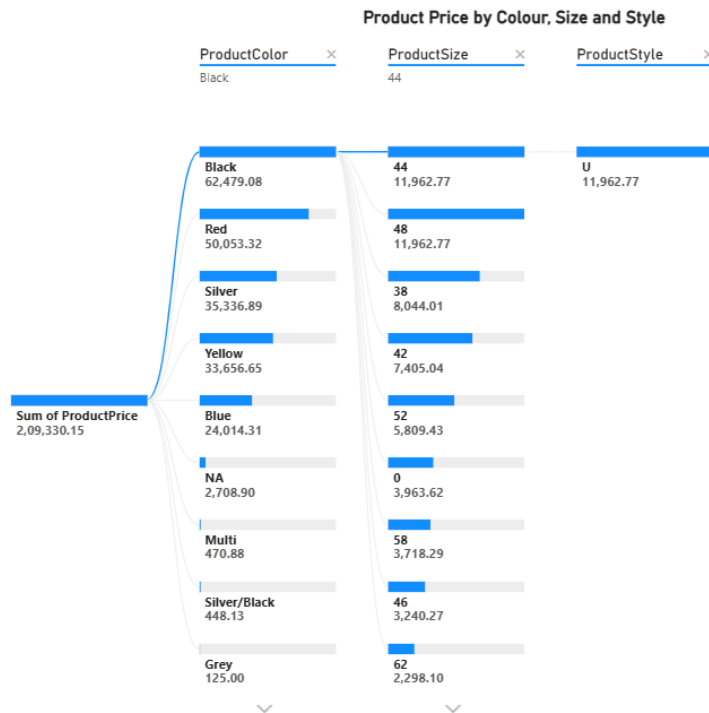 Product Price by Colour, Size and Style
ProductColor ×
ProductSize ×
ProductStyle ×
Black
44
Black
62,479.08
44
11,962.77
U
11,962.77
Red
50,053.32
48
11,962.77
Silver
35,336.89
38
8,044.01
Yellow
33,656.65
42
7,405.04
Sum of ProductPrice
2,09,330.15
Blue
24,014.31
52
5,809.43
NA
2,708.90
0
3,963.62
Multi
470.88
58
3,718.29
Silver/Black
448.13
46
3,240.27
Grey
125.00
62
2,298.10